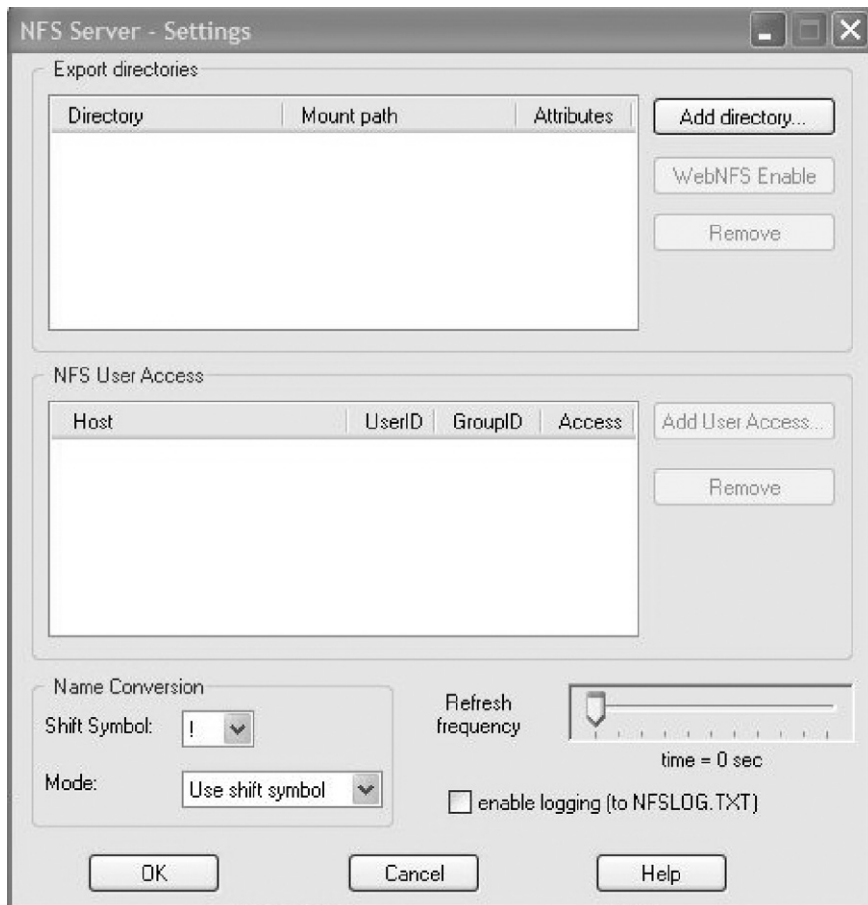 NFS Server - Settings
Export directories
Directory Mount path Attributes
Add directory...
WebNFS Enable
Remove
NFS User Access
Host UserID GroupID Access
Add User Access...
Remove
Name Conversion
Shift Symbol: !
Mode: Use shift symbol
Refresh
frequency
time = 0 sec
enable logging (to NFSLOG.TXT)
OK Cancel Help